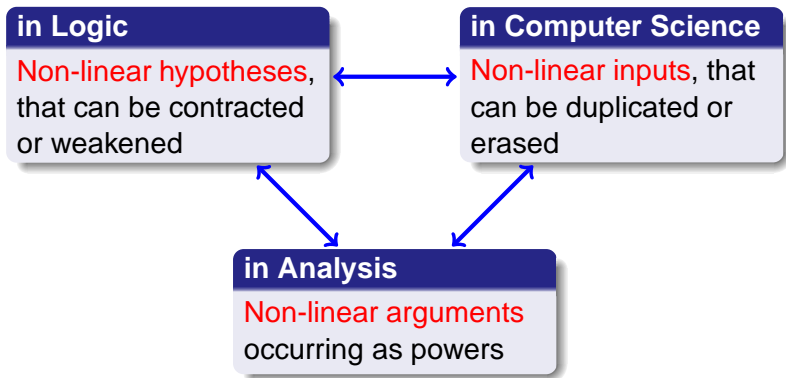 in Logic
Non-linear hypotheses,
that can be contracted
or weakened
in Computer Science
Non-linear inputs, that
can be duplicated or
erased
in Analysis
Non-linear arguments
occurring as powers